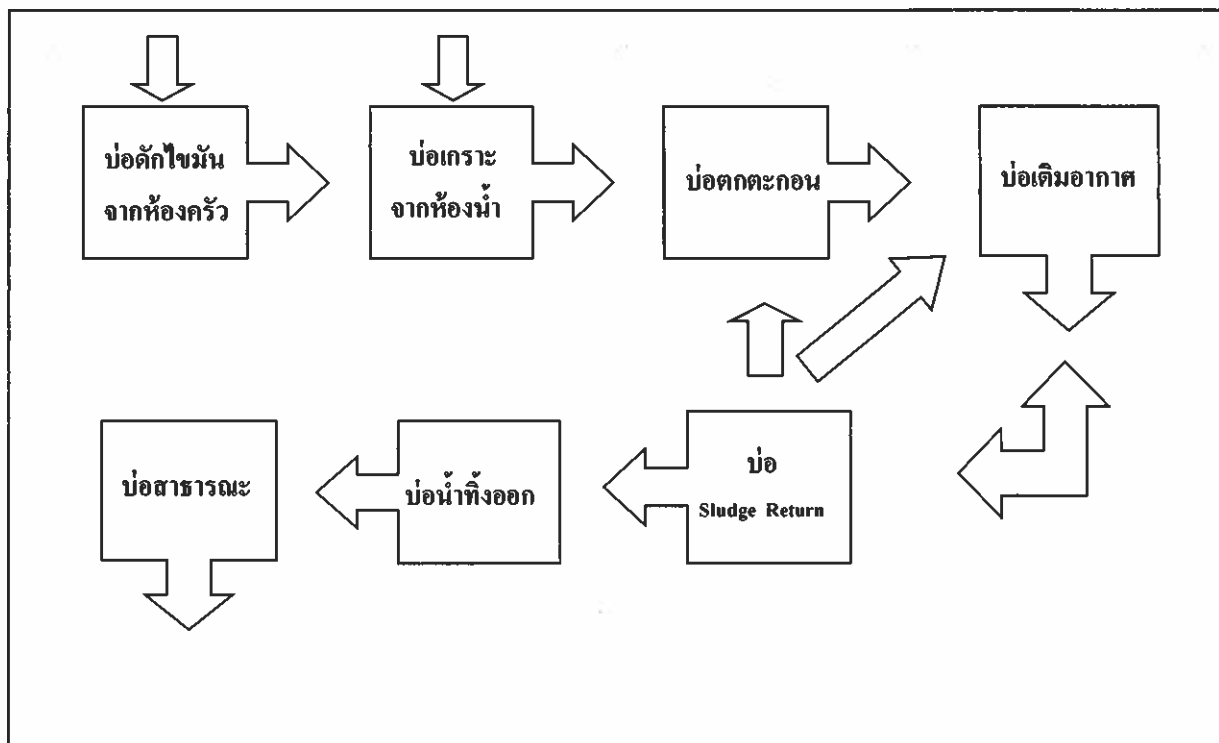 บ่อดักไขมัน
จากห้องครัว
บ่อเกราะ
จากห้องน้ำ
บ่อตกตะกอน
บ่อเติมอากาศ
บ่อสาธารณะ
บ่อน้ำทิ้งออก
บ่อ
Sludge Return